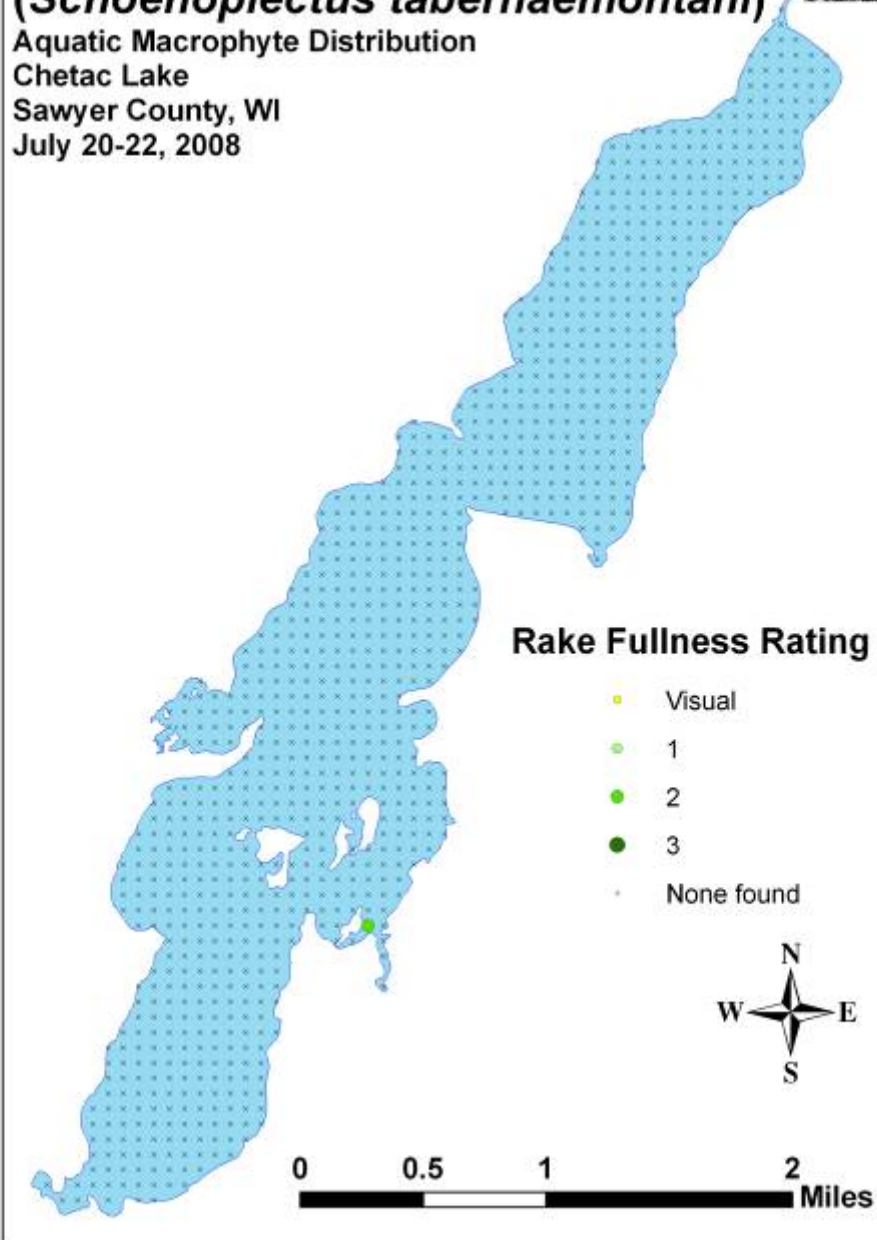 (Schoenoplectus tabernaemontani)
Aquatic Macrophyte Distribution
Chetac Lake
Sawyer County, WI
July 20-22, 2008
Rake Fullness Rating
Visual
1
2
3
None found
N
W E
S
0 0.5 1 2 Miles